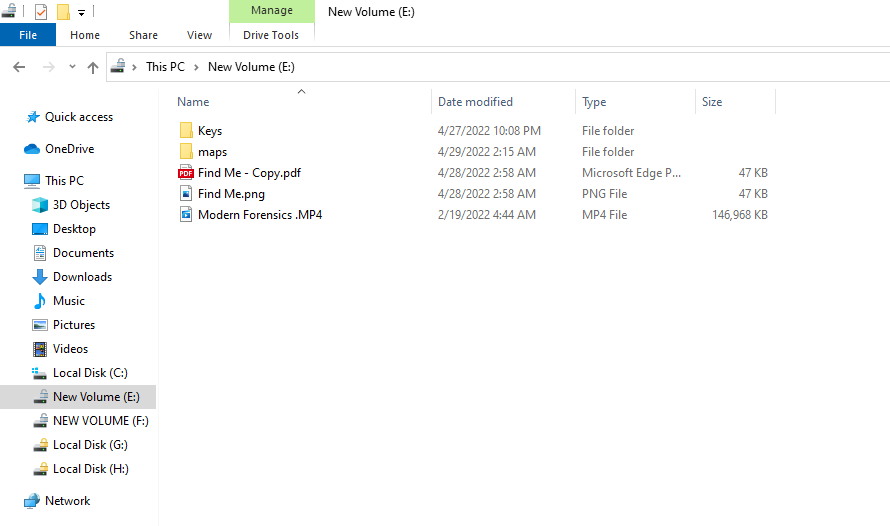 Manage
New Volume (E:)
File
Home
Share
View
Drive Tools
This PC
New Volume (E:)
Name
Date modified
Type
Size
Quick access
OneDrive
This PC
3D Objects
Desktop
Documents
Downloads
Music
Pictures
Videos
Local Disk (C:)
New Volume (E:)
NEW VOLUME (F:)
Local Disk (G:)
Local Disk (H:)
Network
Keys 4/27/2022 10:08 PM File folder
maps 4/29/2022 2:15 AM File folder
PDF Find Me - Copy.pdf 4/28/2022 2:58 AM Microsoft Edge P... 47 KB
Find Me.png 4/28/2022 2:58 AM PNG File 47 KB
Modern Forensics .MP4 2/19/2022 4:44 AM MP4 File 146,968 KB